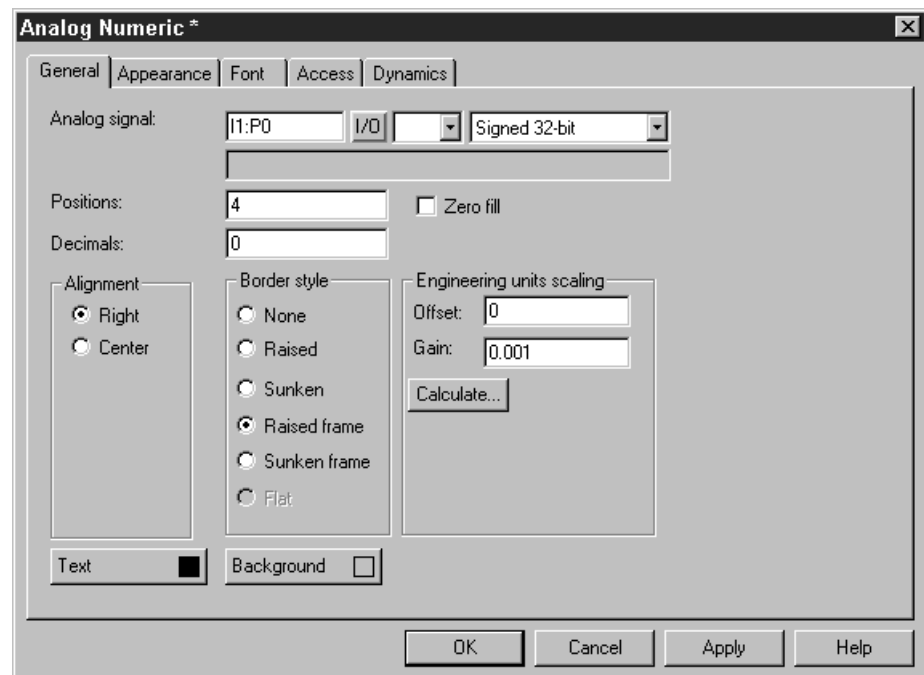 Analog Numeric *
General Appearance Font Access Dynamics
Analog signal: I1:P0 I/O Signed 32-bit
Positions: 4 Zero fill
Decimals: 0
Alignment
Right
Center
Border style
None
Raised
Sunken
Raised frame
Sunken frame
Flat
Engineering units scaling
Offset: 0
Gain: 0.001
Calculate...
Text
Background
OK Cancel Apply Help